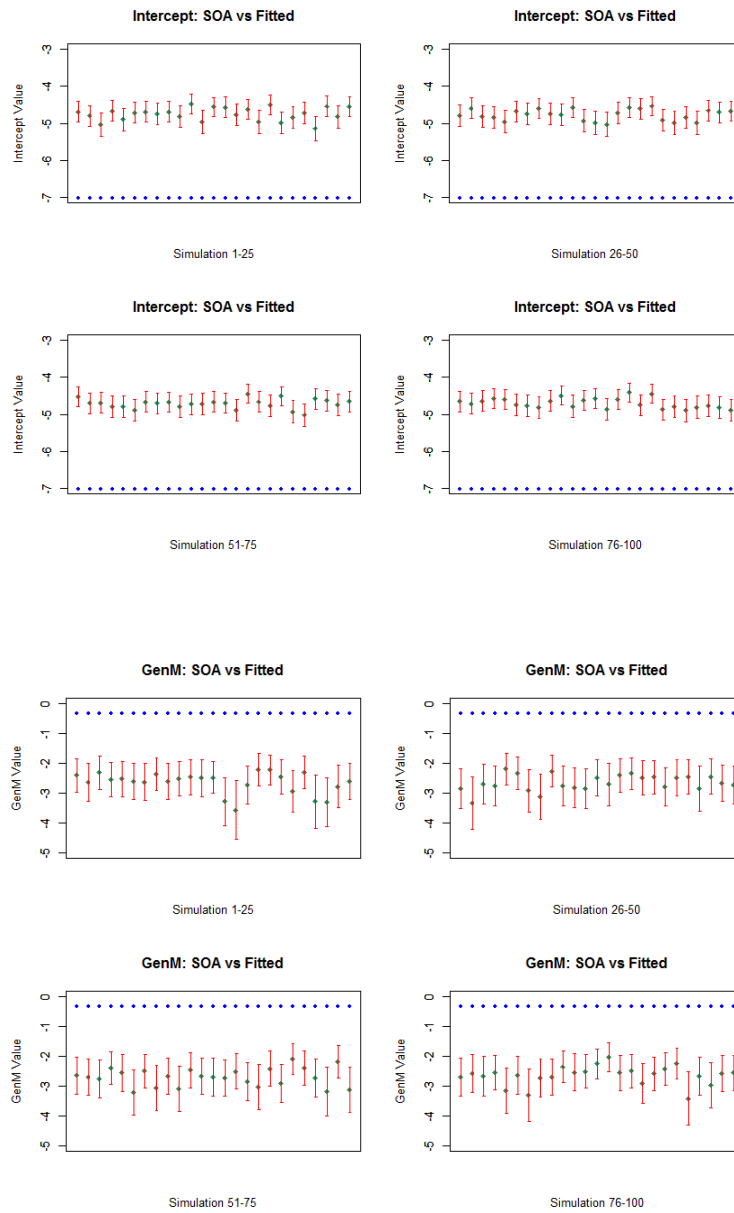 Intercept: SOA vs Fitted
Intercept: SOA vs Fitted
-3
-4
-5
-6
-7
Intercept Value
-3
-4
-5
-6
-7
Intercept Value
Simulation 1-25
Simulation 26-50
Intercept: SOA vs Fitted
Intercept: SOA vs Fitted
-3
-4
-5
-6
-7
Intercept Value
-3
-4
-5
-6
-7
Intercept Value
Simulation 51-75
Simulation 76-100
GenM: SOA vs Fitted
GenM: SOA vs Fitted
0
-1
-2
-3
-4
-5
GenM Value
0
-1
-2
-3
-4
-5
GenM Value
Simulation 1-25
Simulation 26-50
GenM: SOA vs Fitted
GenM: SOA vs Fitted
0
-1
-2
-3
-4
-5
GenM Value
0
-1
-2
-3
-4
-5
GenM Value
Simulation 51-75
Simulation 76-100